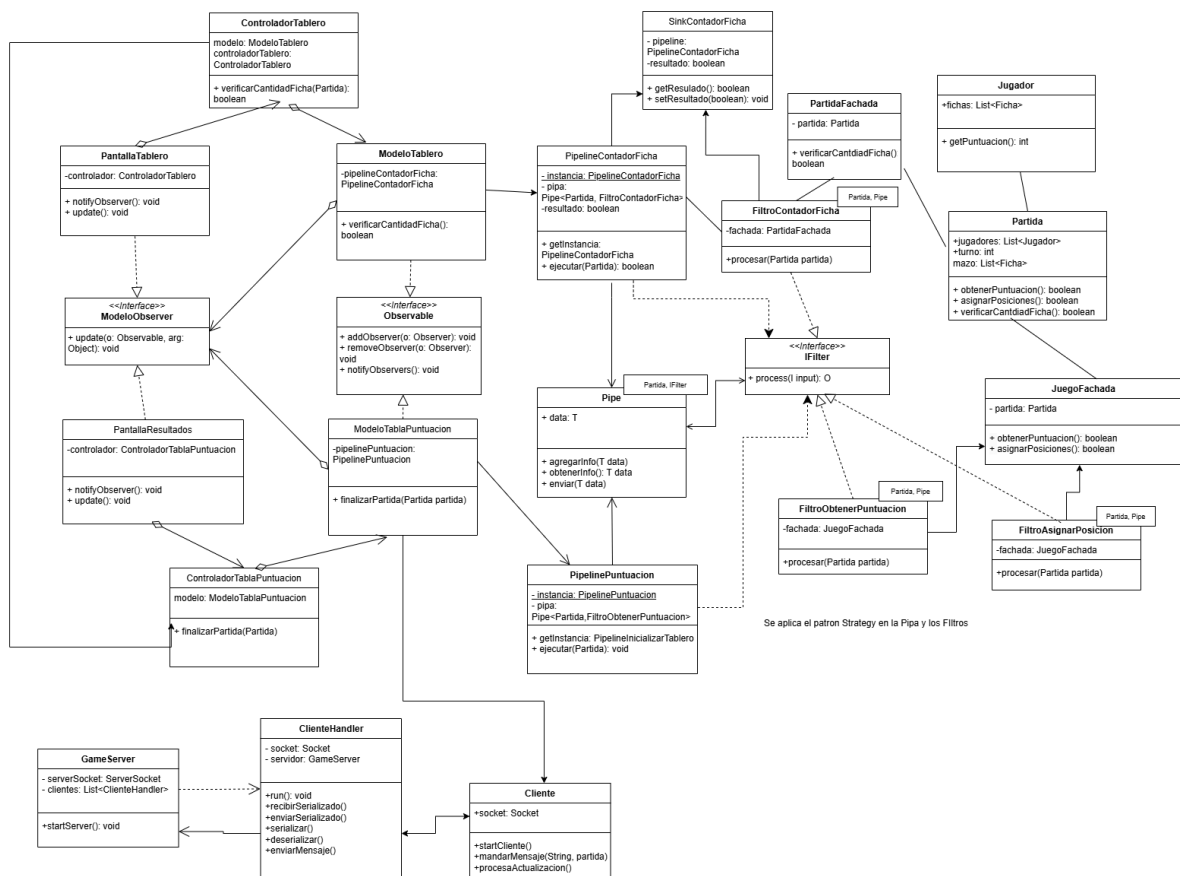 ControladorTablero
modelo: ModeloTablero
controladorTablero:
ControladorTablero
+ verificarCantidadFicha(Partida):
boolean
SinkContadorFicha
- pipeline:
PipelineContadorFicha
-resultado: boolean
+ getResulado(): boolean
+ setResultado(boolean): void
PartidaFachada
- partida: Partida
+ verificarCantdiadFicha()
boolean
Jugador
+fichas: List<Ficha>
+ getPuntuacion(): int
PantallaTablero
-controlador: ControladorTablero
+ notifyObserver(): void
+ update(): void
ModeloTablero
-pipelineContadorFicha:
PipelineContadorFicha
+ verificarCantidadFicha():
boolean
PipelineContadorFicha
- instancia: PipelineContadorFicha
- pipa:
Pipe<Partida, FiltroContadorFicha>
-resultado: boolean
+ getInstancia:
PipelineContadorFicha
+ ejecutar(Partida): boolean
Partida, Pipe
FiltroContadorFicha
-fachada: PartidaFachada
+procesar(Partida partida)
Partida
+jugadores: List<Jugador>
+turno: int
mazo: List<Ficha>
+ obtenerPuntuacion(): boolean
+ asignarPosiciones(): boolean
+ verificarCantdiadFicha(): boolean
<<Interface>>
ModeloObserver
+ update(o: Observable, arg:
Object): void
<<Interface>>
Observable
+ addObserver(o: Observer): void
+ removeObserver(o: Observer):
void
+ notifyObservers(): void
<<Interface>>
IFilter
+ process(I input): O
Partida, IFilter
Pipe
+ data: T
+ agregarInfo(T data)
+ obtenerInfo(): T data
+ enviar(T data)
JuegoFachada
- partida: Partida
+ obtenerPuntuacion(): boolean
+ asignarPosiciones(): boolean
PantallaResultados
-controlador: ControladorTablaPuntuacion
+ notifyObserver(): void
+ update(): void
ModeloTablaPuntuacion
-pipelinePuntuacion:
PipelinePuntuacion
+ finalizarPartida(Partida partida)
Partida, Pipe
FiltroObtenerPuntuacion
-fachada: JuegoFachada
+procesar(Partida partida)
Partida, Pipe
FiltroAsignarPosicion
-fachada: JuegoFachada
+procesar(Partida partida)
ControladorTablaPuntuacion
modelo: ModeloTablaPuntuacion
+ finalizarPartida(Partida)
PipelinePuntuacion
- instancia: PipelinePuntuacion
- pipa:
Pipe<Partida,FiltroObtenerPuntuacion>
+ getInstancia: PipelineInicializarTablero
+ ejecutar(Partida): void
Se aplica el patron Strategy en la Pipa y los FIltros
GameServer
- serverSocket: ServerSocket
- clientes: List<ClienteHandler>
+startServer(): void
ClienteHandler
- socket: Socket
- servidor: GameServer
+run(): void
+recibirSerializado()
+enviarSerializado()
+serializar()
+deserializar()
+enviarMensaje()
Cliente
+socket: Socket
+startCliente()
+mandarMensaje(String, partida)
+procesaActualizacion()